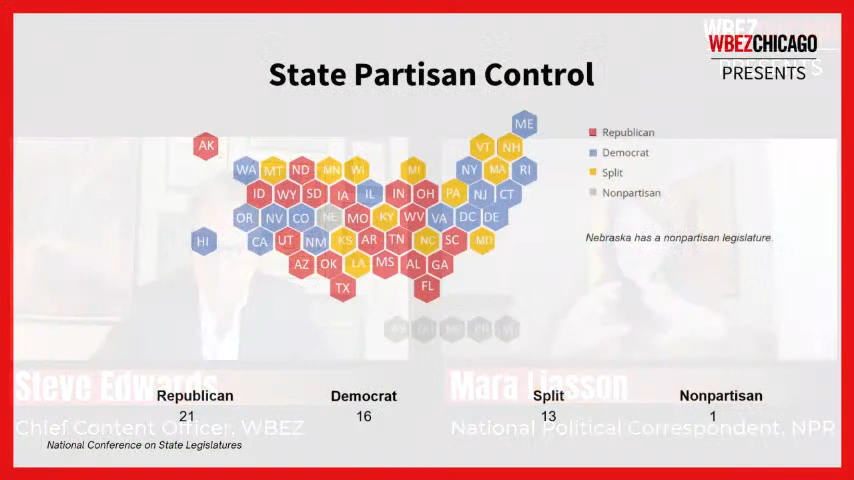 WBEZCHICAGO
PRESENTS
State Partisan Control
ME
AK
VT NH
WA MT ND MN WI MI NY MA RI
ID WY SD IA IL IN OH PA NJ CT
OR NV CO NE MO KY WV VA DC DE
HI CA UT NM KS AR TN NC SC MD
AZ OK LA MS AL GA
TX FL
Republican
Democrat
Split
Nonpartisan
Nebraska has a nonpartisan legislature.
Steve Edwards
Chief Content Officer, WBEZ
Mara Liasson
National Political Correspondent, NPR
Republican Democrat Split Nonpartisan
21 16 13 1
National Conference on State Legislatures